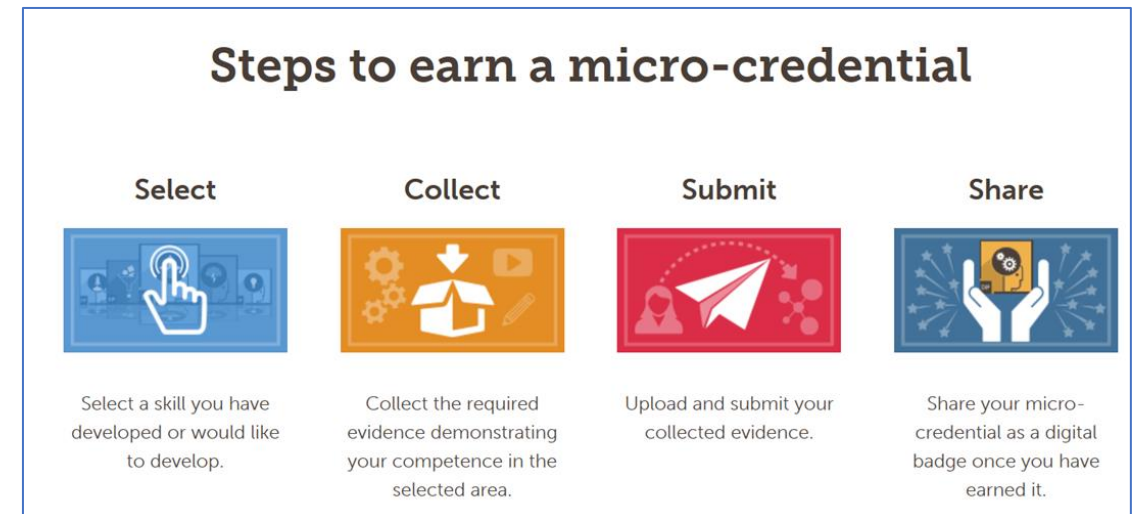 Steps to earn a micro-credential
Select
Select a skill you have
developed or would like
to develop.
Collect
Collect the required
evidence demonstrating
your competence in the
selected area.
Submit
Upload and submit your
collected evidence.
Share
Share your micro-
credential as a digital
badge once you have
earned it.